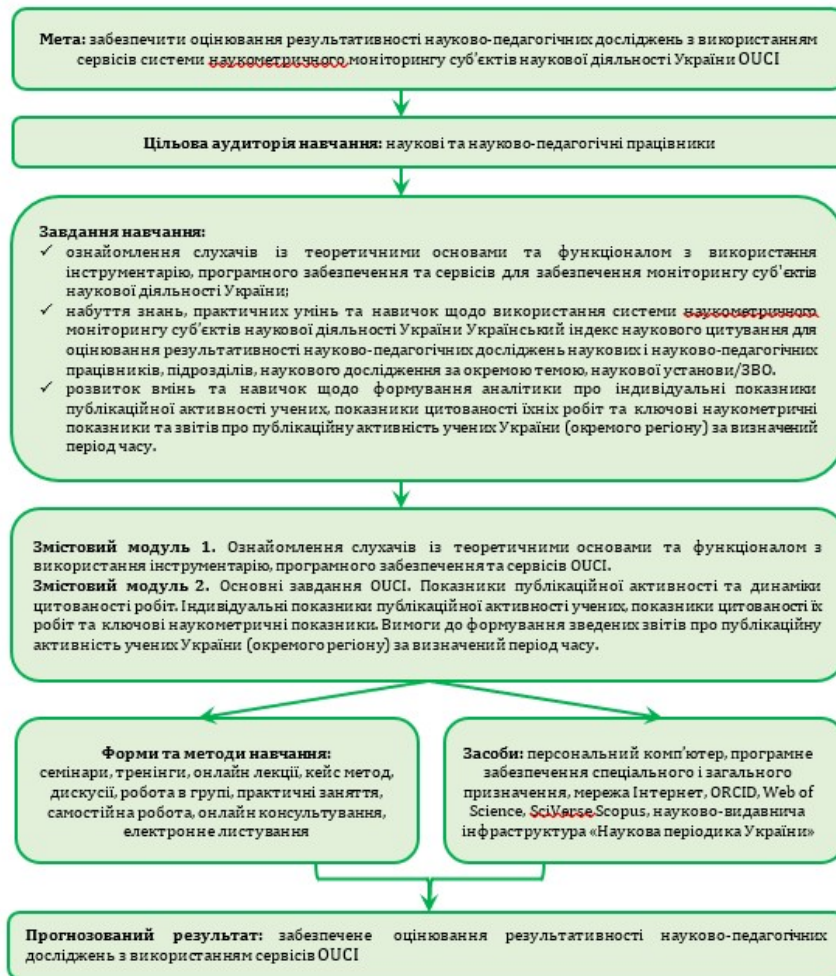 Мета: забезпечити оцінювання результативності науково-педагогічних досліджень з використанням
сервісів системи наукометричного моніторингу суб'єктів наукової діяльності України OUCI
Цільова аудиторія навчання: наукові та науково-педагогічні працівники
Завдання навчання:
✓ ознайомлення слухачів із теоретичними основами та функціоналом з використання
інструментарію, програмного забезпечення та сервісів для забезпечення моніторингу суб'єктів
наукової діяльності України;
✓ набуття знань, практичних умінь та навичок щодо використання системи наукометричного
моніторингу суб'єктів наукової діяльності України Український індекс наукового цитування для
оцінювання результативності науково-педагогічних досліджень наукових і науково-педагогічних
працівників, підрозділів, наукового дослідження за окремою темою, наукової установи/ЗВО.
✓ розвиток вмінь та навичок щодо формування аналітики про індивідуальні показники
публікаційної активності учених, показники цитованості їхніх робіт та ключові наукометричні
показники та звітів про публікаційну активність учених України (окремого регіону) за визначений
період часу.
Змістовий модуль 1. Ознайомлення слухачів із теоретичними основами та функціоналом з
використання інструментарію, програмного забезпечення та сервісів OUCI.
Змістовий модуль 2. Основні завдання OUCI. Показники публікаційної активності та динаміки
цитованості робіт. Індивідуальні показники публікаційної активності учених, показники цитованості їх
робіт та ключові наукометричні показники. Вимоги до формування зведених звітів про публікаційну
активність учених України (окремого регіону) за визначений період часу.
Форми та методи навчання:
семінари, тренінги, онлайн лекції, кейс метод,
дискусії, робота в групі, практичні заняття,
самостійна робота, онлайн консультування,
електронне листування
Засоби: персональний комп'ютер, програмне
забезпечення спеціального і загального
призначення, мережа Інтернет, ORCID, Web of
Science, SciVerse Scopus, науково-видавнича
інфраструктура «Наукова періодика України»
Прогнозований результат: забезпечене оцінювання результативності науково-педагогічних
досліджень з використанням сервісів OUCI